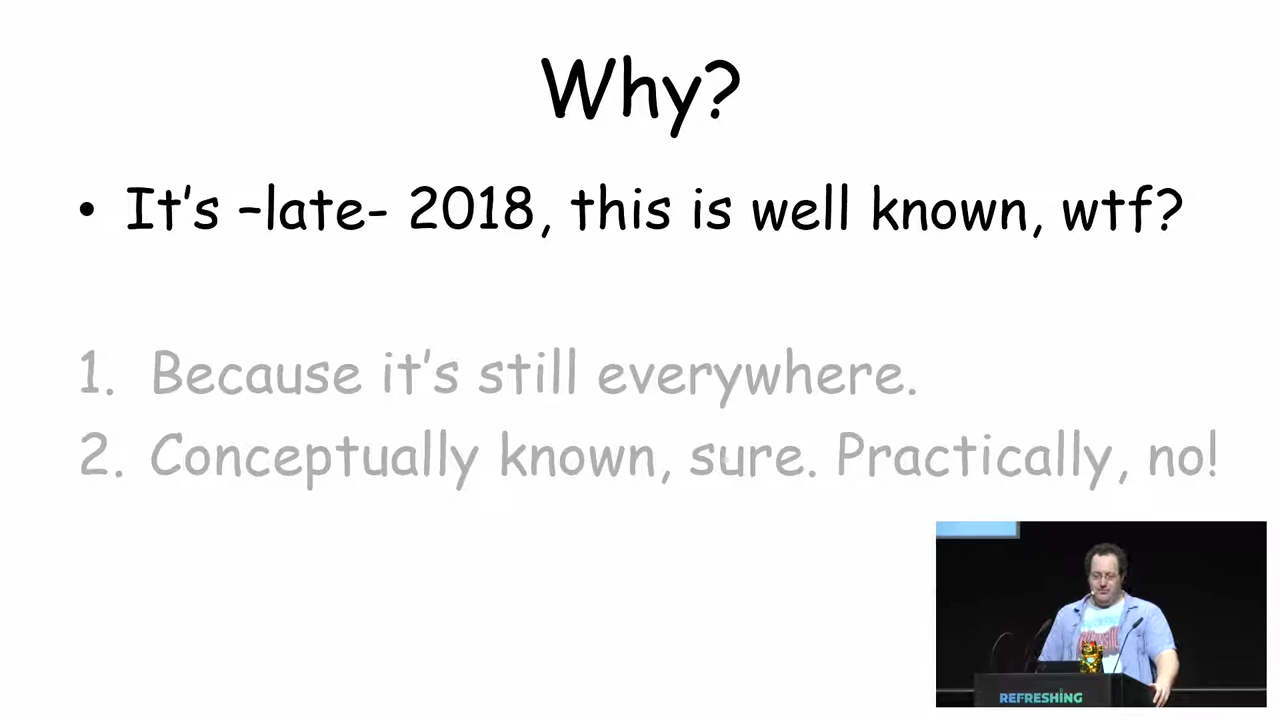 Why?
• It's –late- 2018, this is well known, wtf?
1. Because it's still everywhere.
2. Conceptually known, sure. Practically, no!
REFRESHING